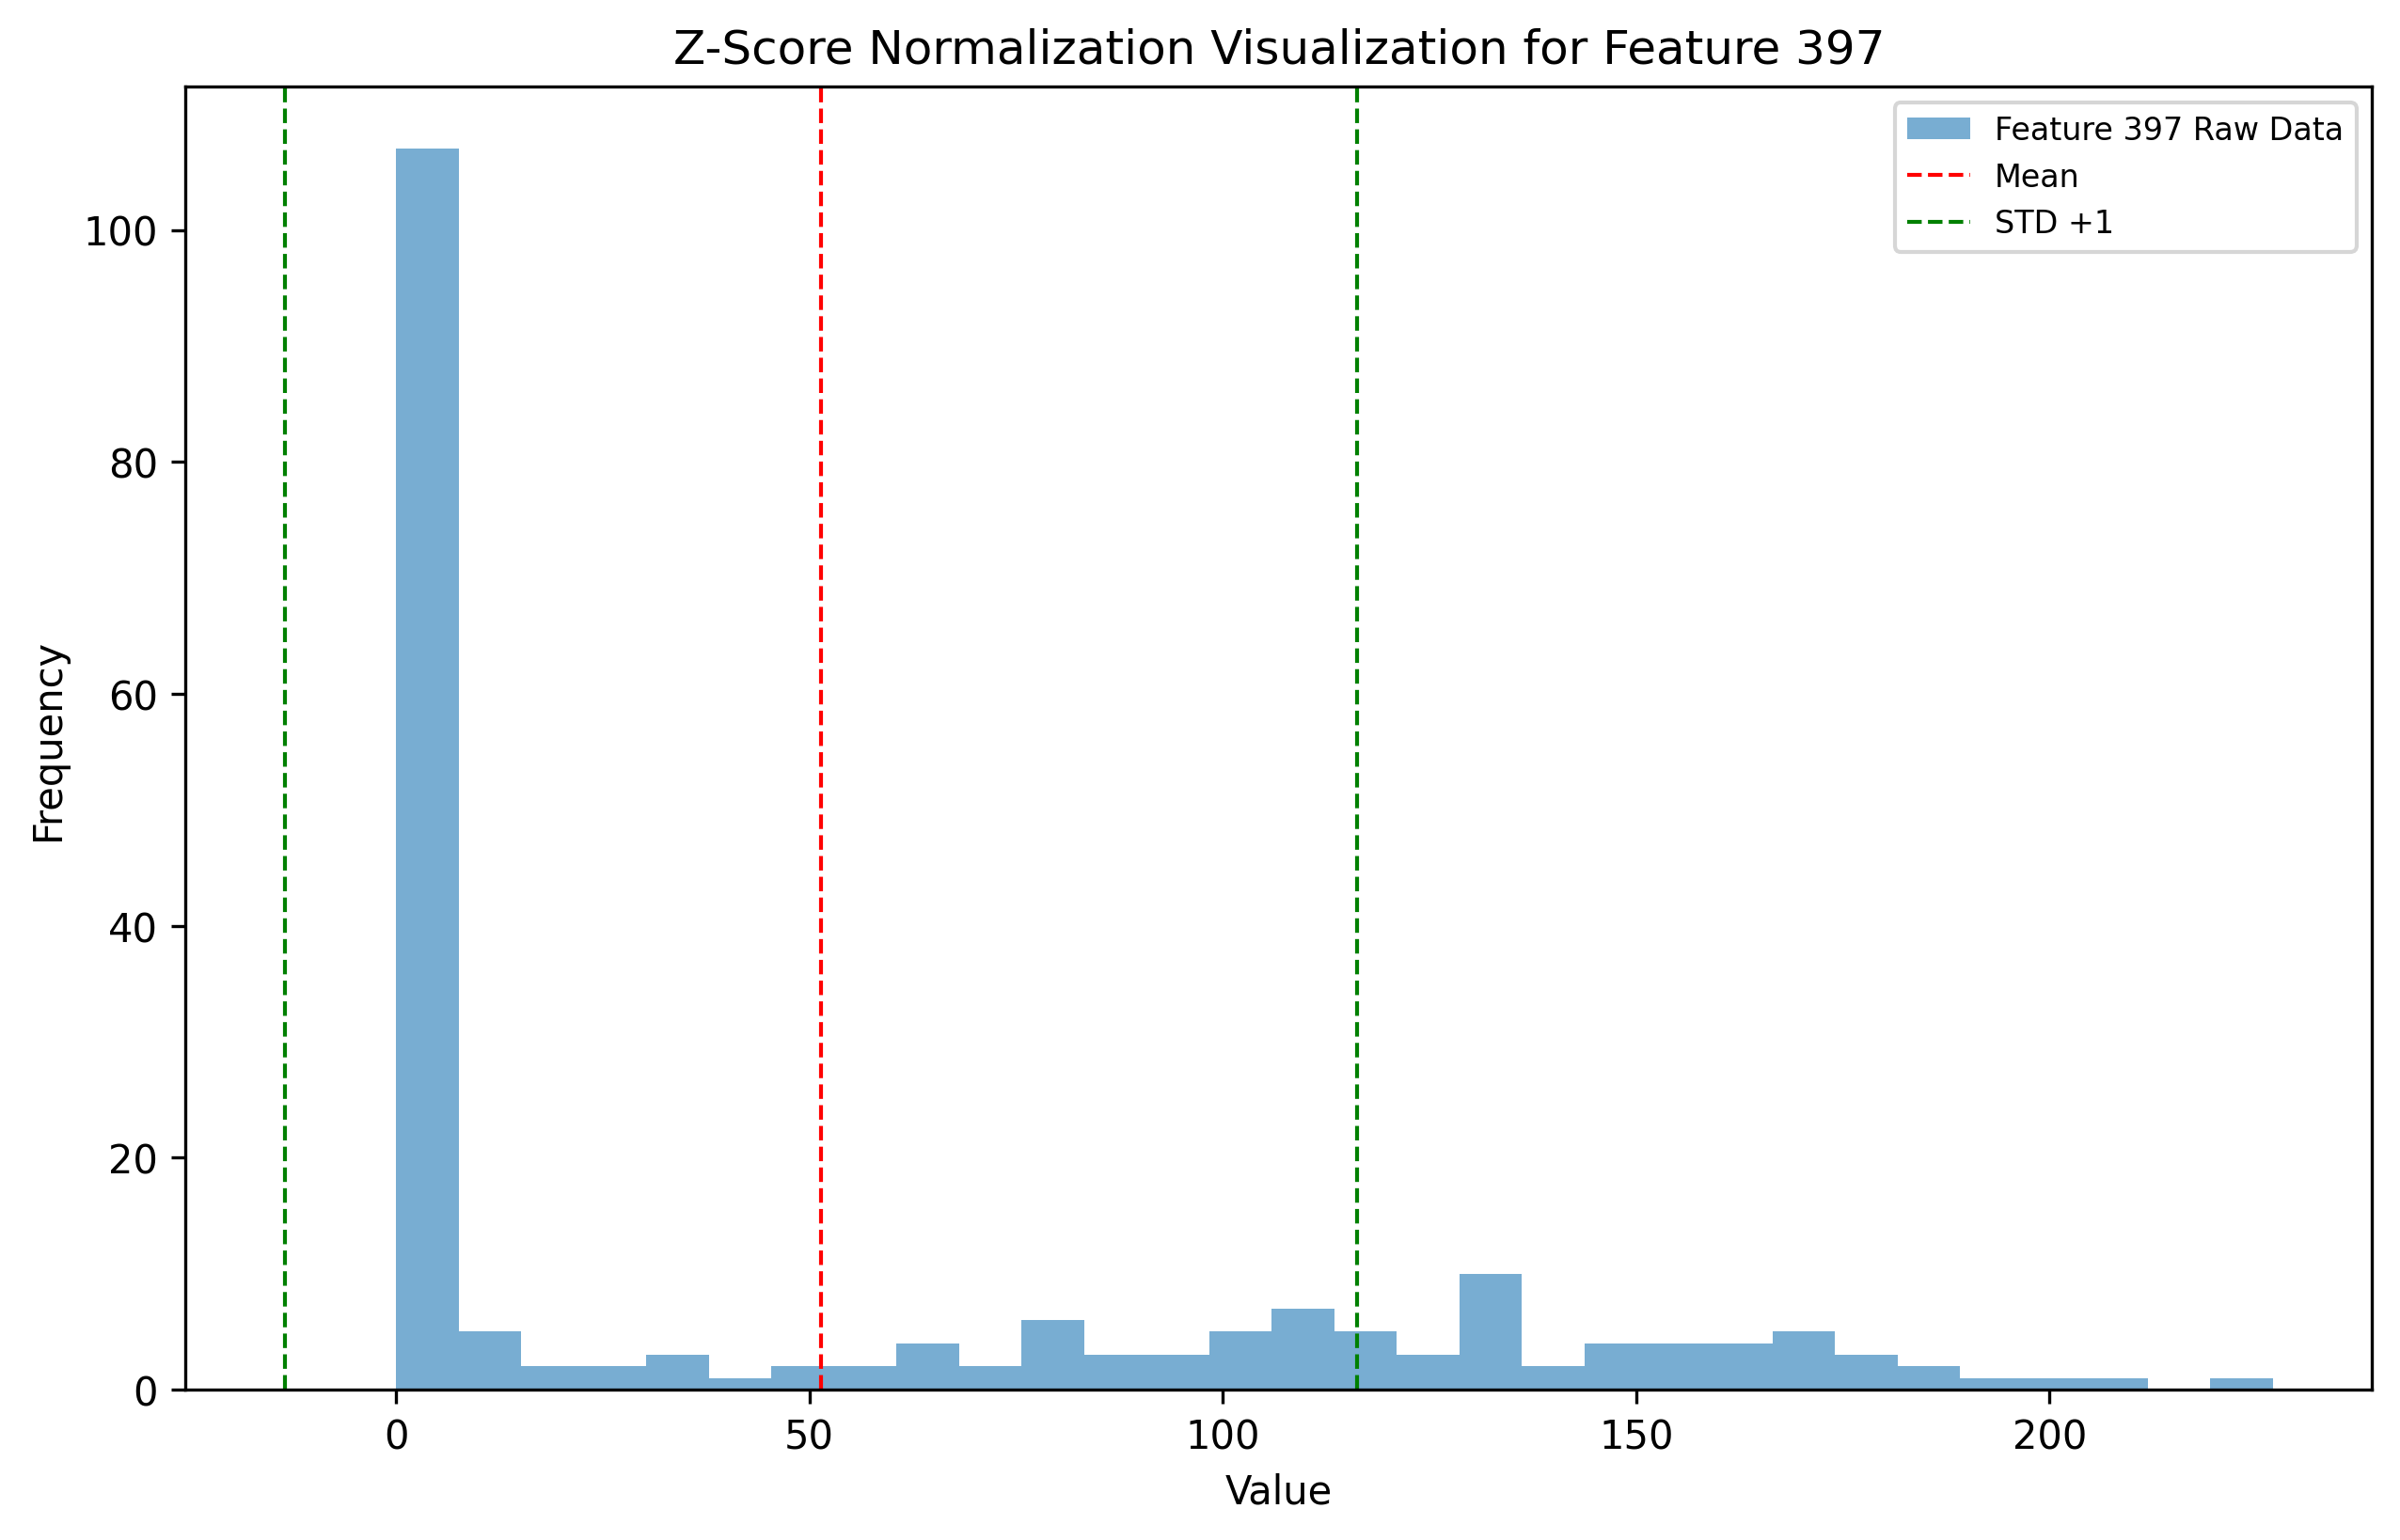 Z-Score Normalization Visualization for Feature 397
Feature 397 Raw Data
Mean
STD +1
100
80
60
40
20
0
Frequency
0 50 100 150 200
Value